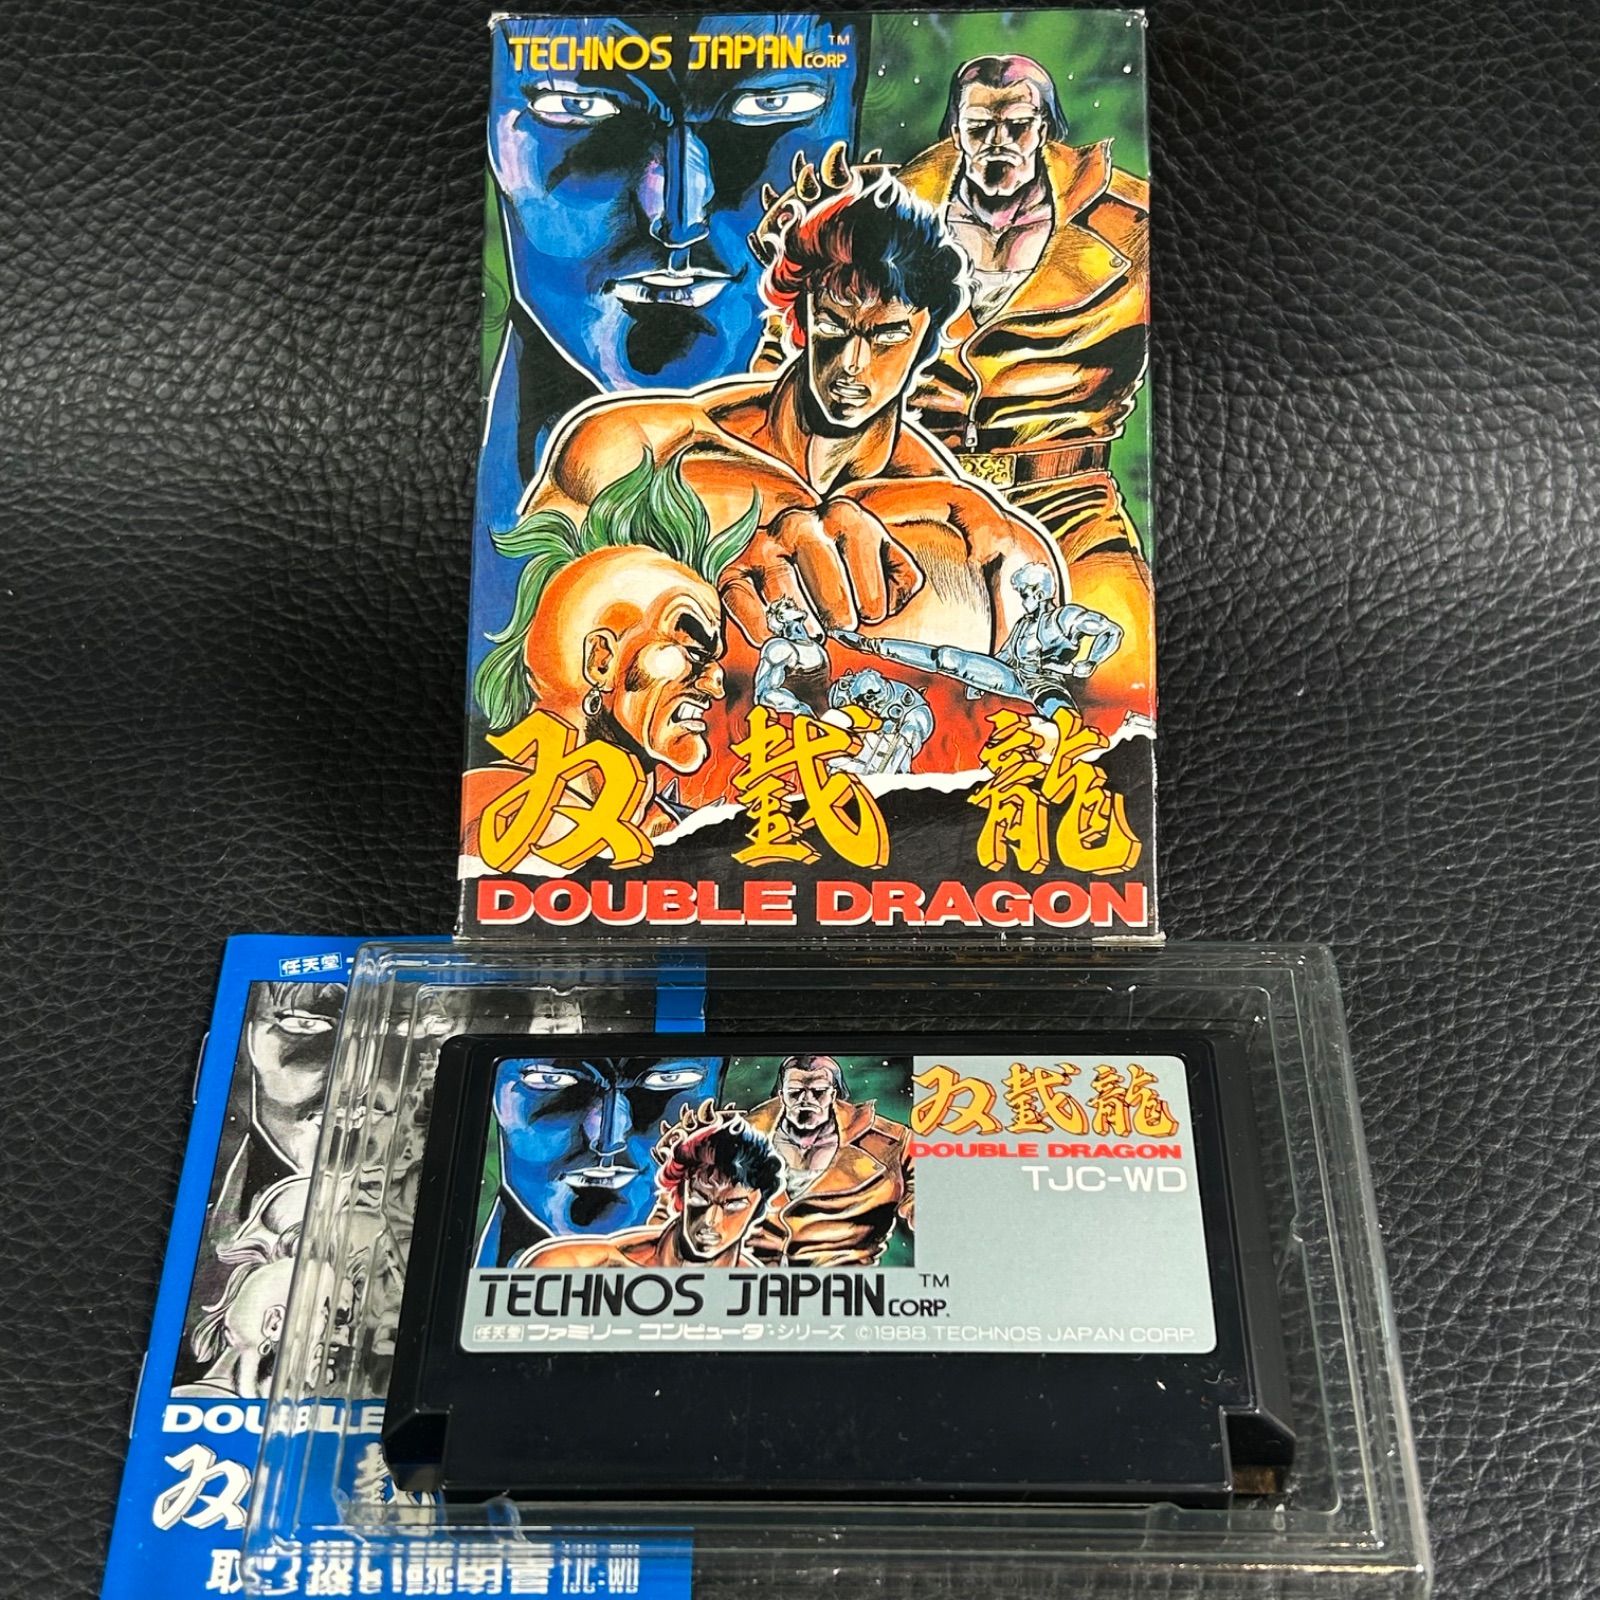 TECHNOS JAPAN CORP. ™
双截龍
DOUBLE DRAGON
任天堂
DOUBLE
双截
取り扱い説明書 TJC-WD
双截龍
DOUBLE DRAGON
TJC-WD
TECHNOS JAPAN CORP. ™
任天堂 ファミリー コンピュータ・シリーズ ©1988. TECHNOS JAPAN CORP.